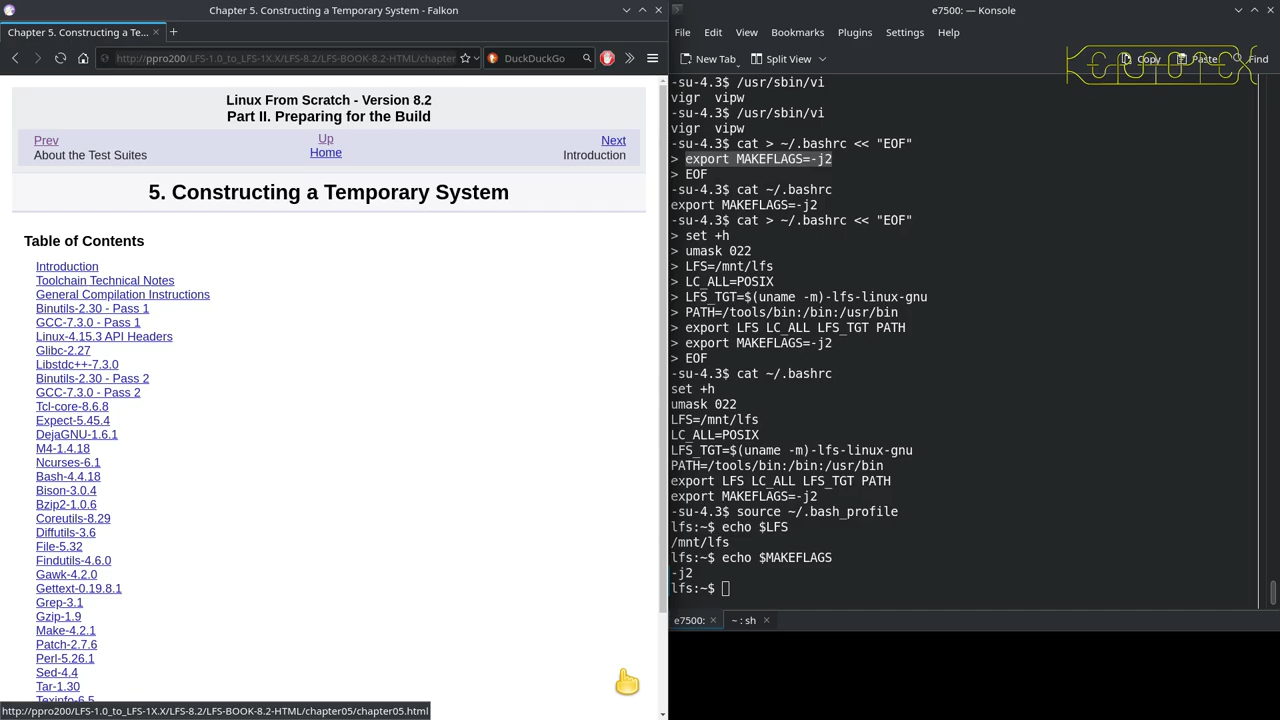 Chapter 5. Constructing a Temporary System - Falkon
Chapter 5. Constructing a Te...
http://ppro200/LFS-1.0_to_LFS-1X.X/LFS-8.2/LFS-BOOK-8.2-HTML/chapter
DuckDuckGo
Linux From Scratch - Version 8.2
Part II. Preparing for the Build
Prev Up Next
About the Test Suites Home Introduction
5. Constructing a Temporary System
Table of Contents
Introduction
Toolchain Technical Notes
General Compilation Instructions
Binutils-2.30 - Pass 1
GCC-7.3.0 - Pass 1
Linux-4.15.3 API Headers
Glibc-2.27
Libstdc++-7.3.0
Binutils-2.30 - Pass 2
GCC-7.3.0 - Pass 2
Tcl-core-8.6.8
Expect-5.45.4
DejaGNU-1.6.1
M4-1.4.18
Ncurses-6.1
Bash-4.4.18
Bison-3.0.4
Bzip2-1.0.6
Coreutils-8.29
Diffutils-3.6
File-5.32
Findutils-4.6.0
Gawk-4.2.0
Gettext-0.19.8.1
Grep-3.1
Gzip-1.9
Make-4.2.1
Patch-2.7.6
Perl-5.26.1
Sed-4.4
Tar-1.30
Texinfo-6.5
http://ppro200/LFS-1.0_to_LFS-1X.X/LFS-8.2/LFS-BOOK-8.2-HTML/chapter05/chapter05.html
e7500: — Konsole
File Edit View Bookmarks Plugins Settings Help
New Tab Split View Copy Paste Find
-su-4.3$ /usr/sbin/vi
vigr vipw
-su-4.3$ /usr/sbin/vi
vigr vipw
-su-4.3$ cat > ~/.bashrc << "EOF"
> export MAKEFLAGS=-j2
> EOF
-su-4.3$ cat ~/.bashrc
export MAKEFLAGS=-j2
-su-4.3$ cat > ~/.bashrc << "EOF"
> set +h
> umask 022
> LFS=/mnt/lfs
> LC_ALL=POSIX
> LFS_TGT=$(uname -m)-lfs-linux-gnu
> PATH=/tools/bin:/bin:/usr/bin
> export LFS LC_ALL LFS_TGT PATH
> export MAKEFLAGS=-j2
> EOF
-su-4.3$ cat ~/.bashrc
set +h
umask 022
LFS=/mnt/lfs
LC_ALL=POSIX
LFS_TGT=$(uname -m)-lfs-linux-gnu
PATH=/tools/bin:/bin:/usr/bin
export LFS LC_ALL LFS_TGT PATH
export MAKEFLAGS=-j2
-su-4.3$ source ~/.bash_profile
lfs:~$ echo $LFS
/mnt/lfs
lfs:~$ echo $MAKEFLAGS
-j2
lfs:~$
e7500: ~ : sh